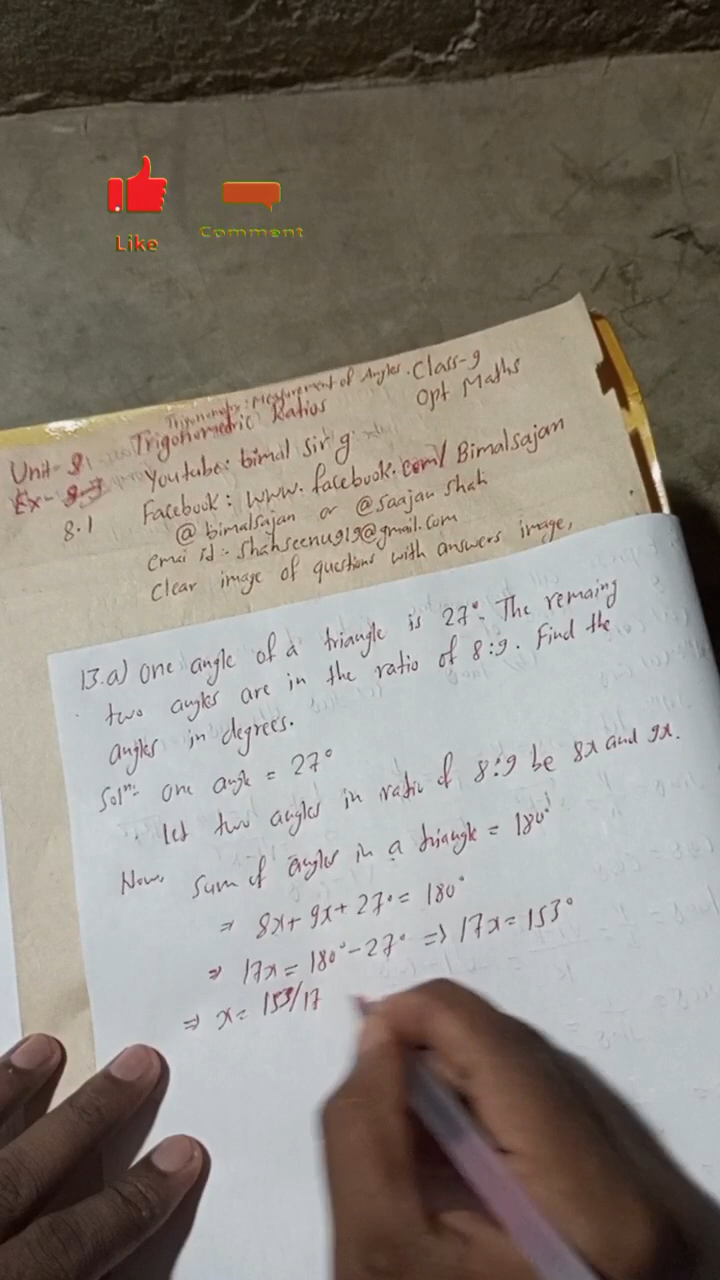 Like
Comment
Trigonometry: Measurement of Angles. Class-9
Unit-8 Trigonometric Ratios Opt Maths
Ex-8.1
Youtube: bimal sir g
Facebook: www.facebook.com/Bimalsajan
@bimalsajan or @saajan shah
emai id:- shahseenu919@gmail.com
Clear image of questions with answers image,
13.a) One angle of a triangle is 27°. The remaing
two angles are in the ratio of 8:9. Find the
angles in degrees.
Solⁿ: One angle = 27°
let two angles in ratio of 8:9 be 8x and 9x.
Now, sum of angles in a triangle = 180°
⇒ 8x+9x+27°=180°
⇒ 17x=180°-27° ⇒ 17x=153°
⇒ x=153/17